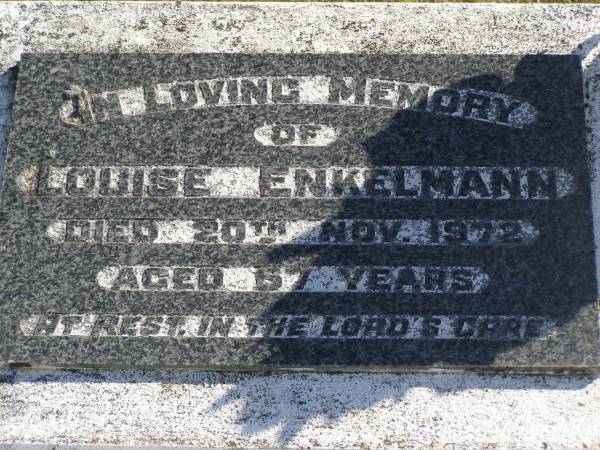 IN LOVING MEMORY
OF
LOUISE ENKELMANN
DIED 20TH NOV. 1972
AGED 57 YEARS
AT REST IN THE LORD'S CARE